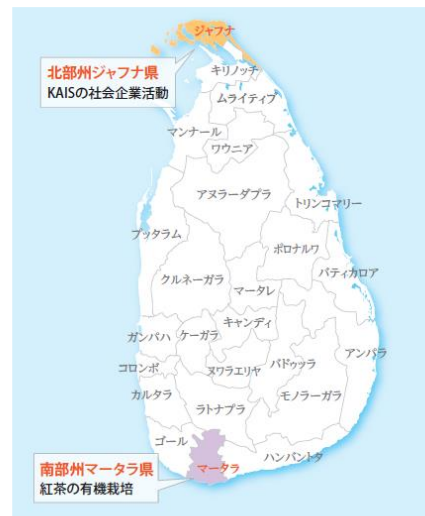 ジャフナ
北部州ジャフナ県
KAISの社会企業活動
キリノッチ
ムライティブ
マンナール
ワウニア
アヌラーダプラ
トリンコマリー
プッタラム
ポロナルワ
バティカロア
クルネーガラ
マータレ
キャンディ
ガンパハ
ケーガラ
アンパラ
コロンボ
ヌワラエリヤ
バドゥッラ
カルタラ
モノラーガラ
ラトナプラ
ゴール
ハンバントタ
南部州マータラ県
マータラ
紅茶の有機栽培